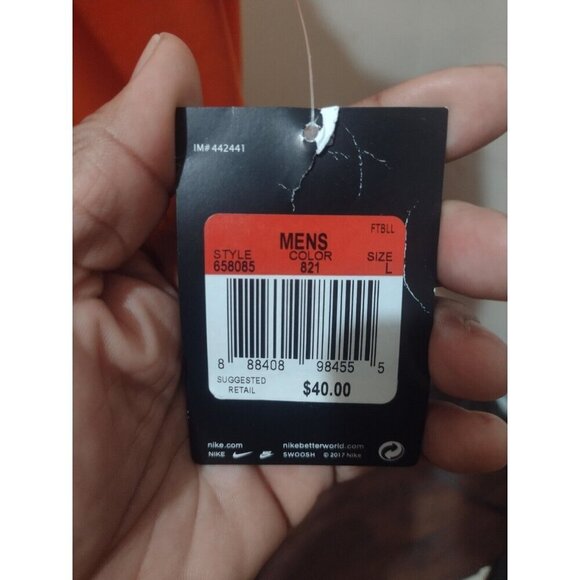 IM# 442441
FTBLL
MENS
STYLE COLOR SIZE
658085 821 L
8 88408 98455 5
SUGGESTED
RETAIL $40.00
nike.com nikebetterworld.com
NIKE SWOOSH © 2017 Nike